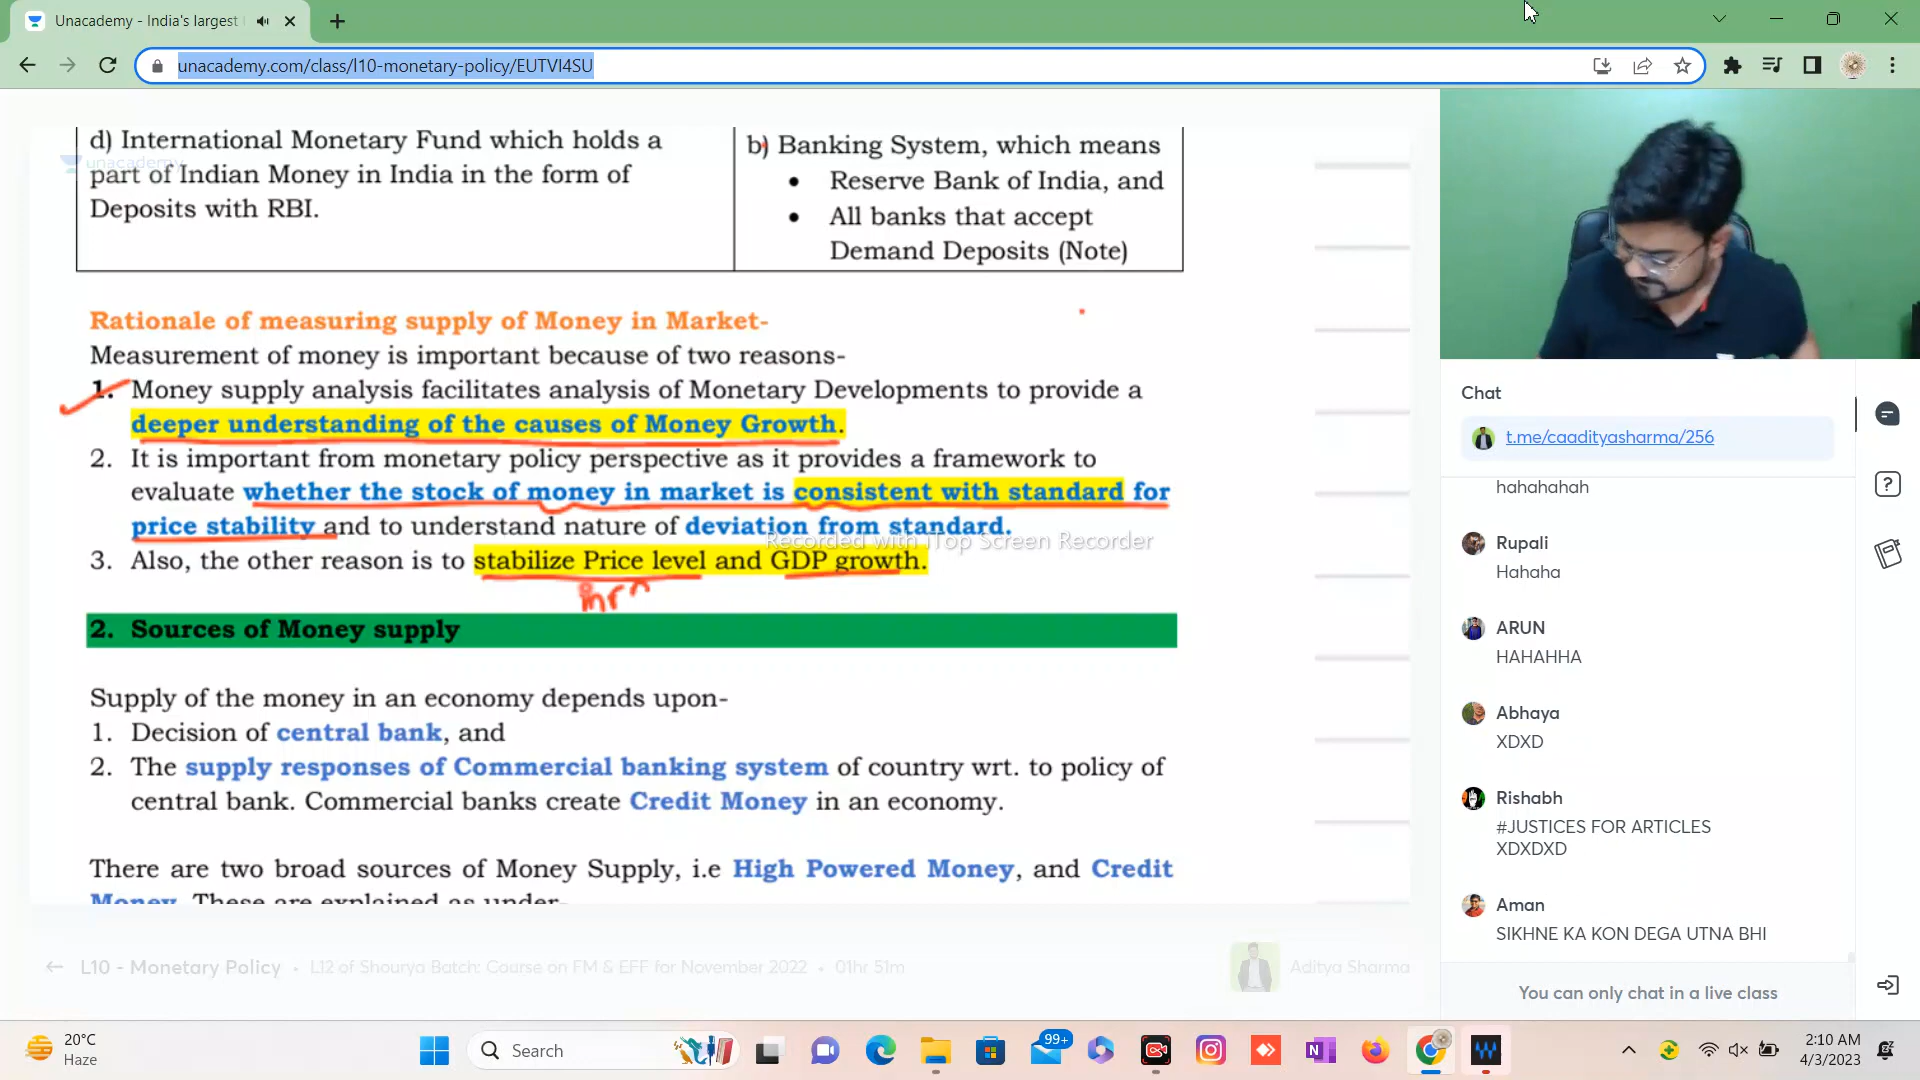 Unacademy - India's largest
unacademy.com/class/l10-monetary-policy/EUTVI4SU
unacademy
d) International Monetary Fund which holds a
part of Indian Money in India in the form of
Deposits with RBI.
b) Banking System, which means
• Reserve Bank of India, and
• All banks that accept
Demand Deposits (Note)
Rationale of measuring supply of Money in Market-
Measurement of money is important because of two reasons-
1. Money supply analysis facilitates analysis of Monetary Developments to provide a
deeper understanding of the causes of Money Growth.
2. It is important from monetary policy perspective as it provides a framework to
evaluate whether the stock of money in market is consistent with standard for
price stability and to understand nature of deviation from standard.
Recorded with iTop Screen Recorder
3. Also, the other reason is to stabilize Price level and GDP growth.
2. Sources of Money supply
Supply of the money in an economy depends upon-
1. Decision of central bank, and
2. The supply responses of Commercial banking system of country wrt. to policy of
central bank. Commercial banks create Credit Money in an economy.
There are two broad sources of Money Supply, i.e High Powered Money, and Credit
Money. These are explained as under-
L10 - Monetary Policy • L12 of Shourya Batch: Course on FM & EFF for November 2022 • 01hr 51m
Aditya Sharma
Chat
t.me/caadityasharma/256
hahahahah
Rupali
Hahaha
ARUN
HAHAHHA
Abhaya
XDXD
Rishabh
#JUSTICES FOR ARTICLES
XDXDXD
Aman
SIKHNE KA KON DEGA UTNA BHI
You can only chat in a live class
20°C
Haze
Search
99+
2:10 AM
4/3/2023